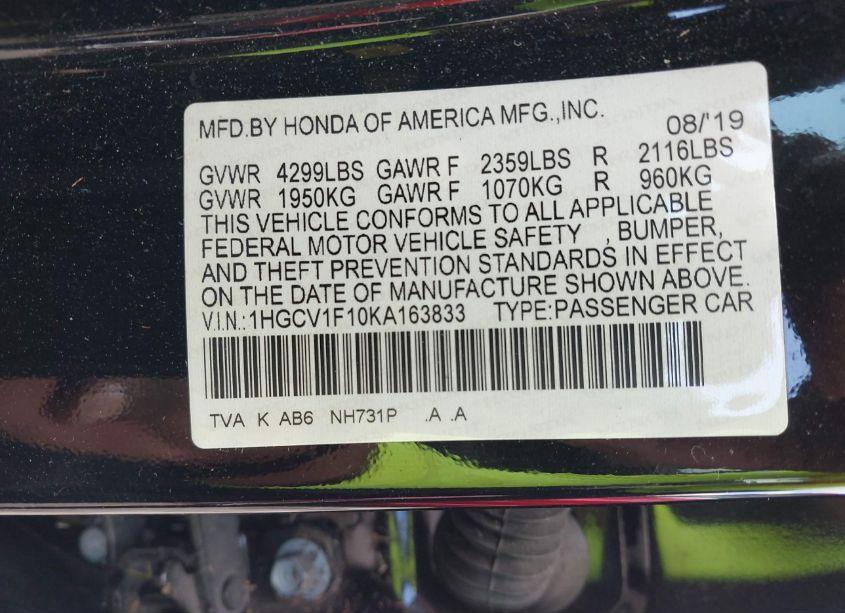 MFD.BY HONDA OF AMERICA MFG.,INC. 08/'19
GVWR 4299LBS GAWR F 2359LBS R 2116LBS
GVWR 1950KG GAWR F 1070KG R 960KG
THIS VEHICLE CONFORMS TO ALL APPLICABLE
FEDERAL MOTOR VEHICLE SAFETY , BUMPER,
AND THEFT PREVENTION STANDARDS IN EFFECT
ON THE DATE OF MANUFACTURE SHOWN ABOVE.
V.I.N.:1HGCV1F10KA163833 TYPE:PASSENGER CAR
TVA K AB6 NH731P .A .A